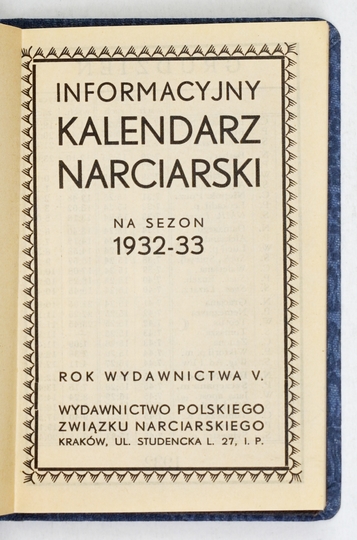 INFORMACYJNY
KALENDARZ
NARCIARSKI
NA SEZON
1932-33
ROK WYDAWNICTWA V.
WYDAWNICTWO POLSKIEGO
ZWIĄZKU NARCIARSKIEGO
KRAKÓW, UL. STUDENCKA L. 27, I. P.